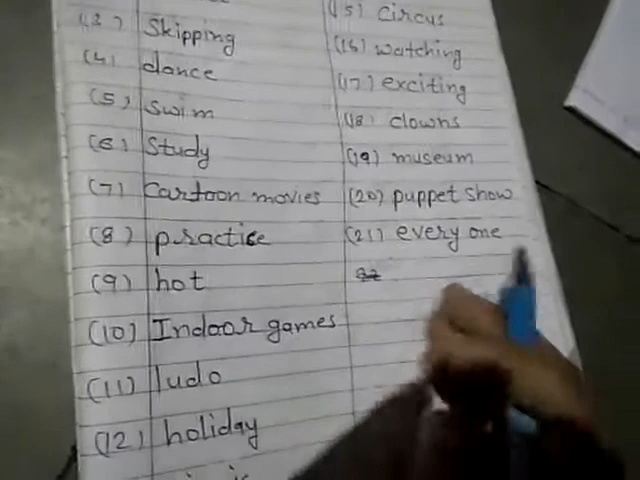 (3) Skipping
(4) dance
(5) Swim
(6) Study
(7) Cartoon movies
(8) practice
(9) hot
(10) Indoor games
(11) ludo
(12) holiday
(15) Circus
(16) watching
(17) exciting
(18) clowns
(19) museum
(20) puppet show
(21) every one